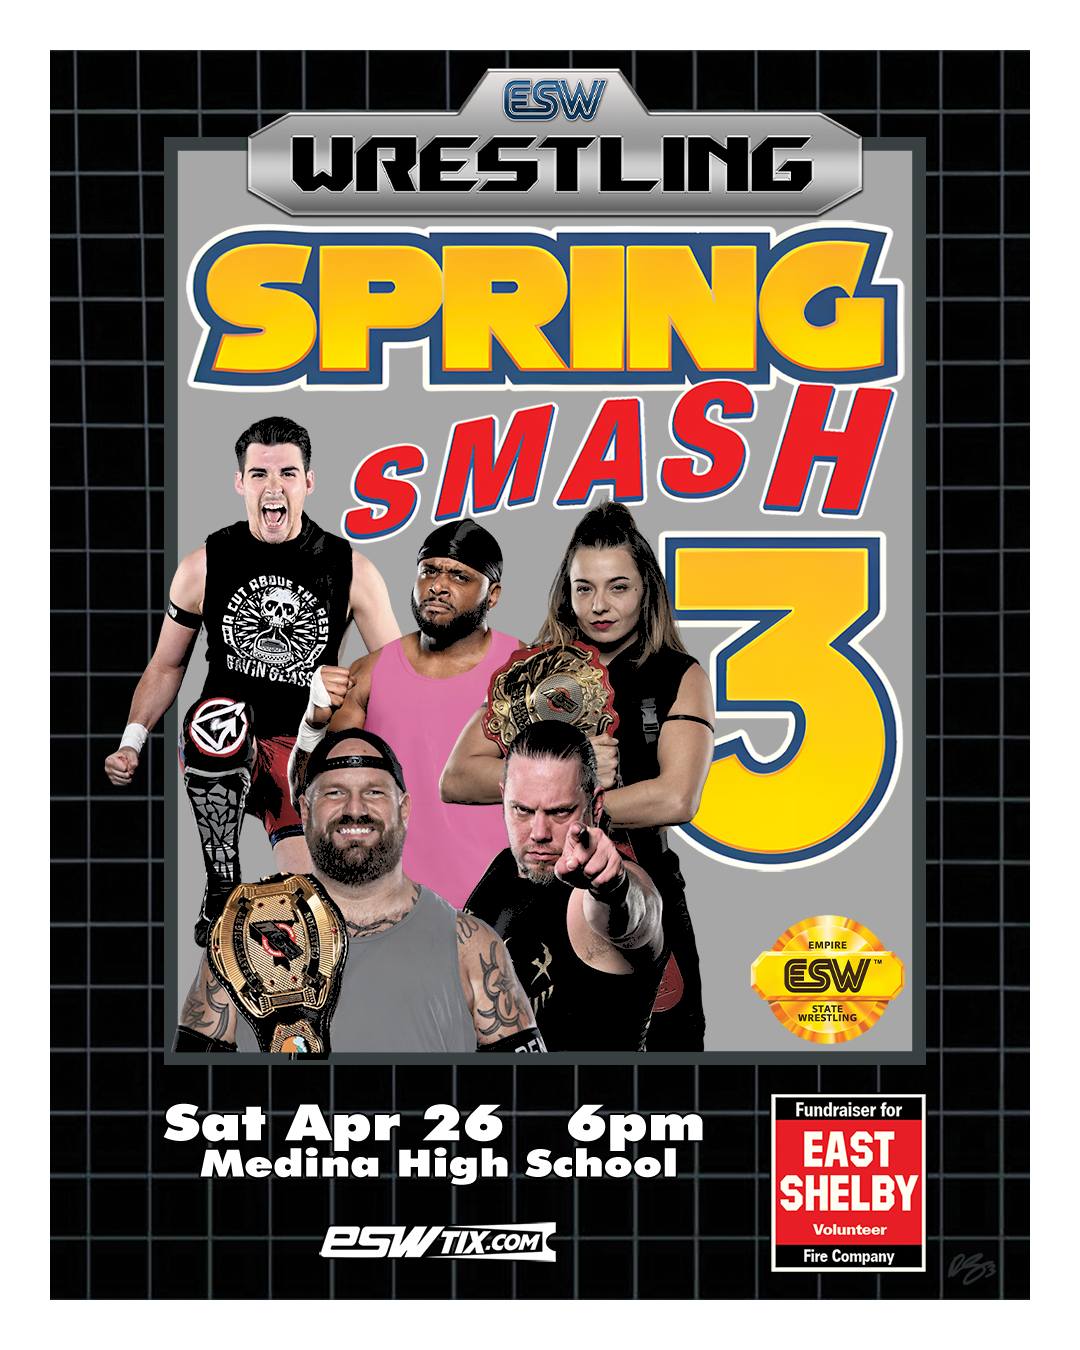 ESW
WRESTLING
SPRING
SMASH
3
A CUT ABOVE THE REST
GAVIN GLASS
EMPIRE
ESW™
STATE
WRESTLING
Sat Apr 26 6pm
Medina High School
eswTIX.COM
Fundraiser for
EAST
SHELBY
Volunteer
Fire Company